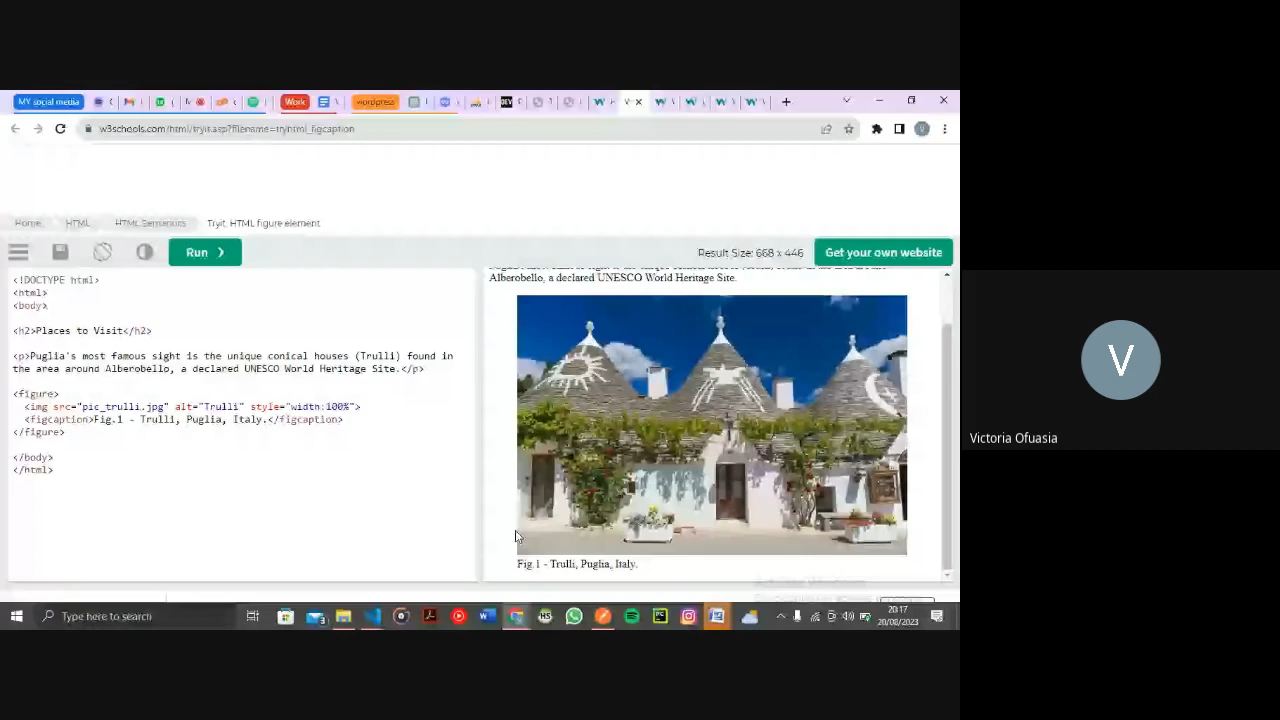 MY social media
Work
wordpress
w3schools.com/html/tryit.asp?filename=tryhtml_figcaption
Home
HTML
HTML Semantics
Tryit: HTML figure element
Run ❯
Result Size: 668 x 446
Get your own website
<!DOCTYPE html>
<html>
<body>
<h2>Places to Visit</h2>
<p>Puglia's most famous sight is the unique conical houses (Trulli) found in
the area around Alberobello, a declared UNESCO World Heritage Site.</p>
<figure>
<img src="pic_trulli.jpg" alt="Trulli" style="width:100%">
<figcaption>Fig.1 - Trulli, Puglia, Italy.</figcaption>
</figure>
</body>
</html>
Alberobello, a declared UNESCO World Heritage Site.
Fig.1 - Trulli, Puglia, Italy.
V
Victoria Ofuasia
Type here to search
20:17
20/08/2023